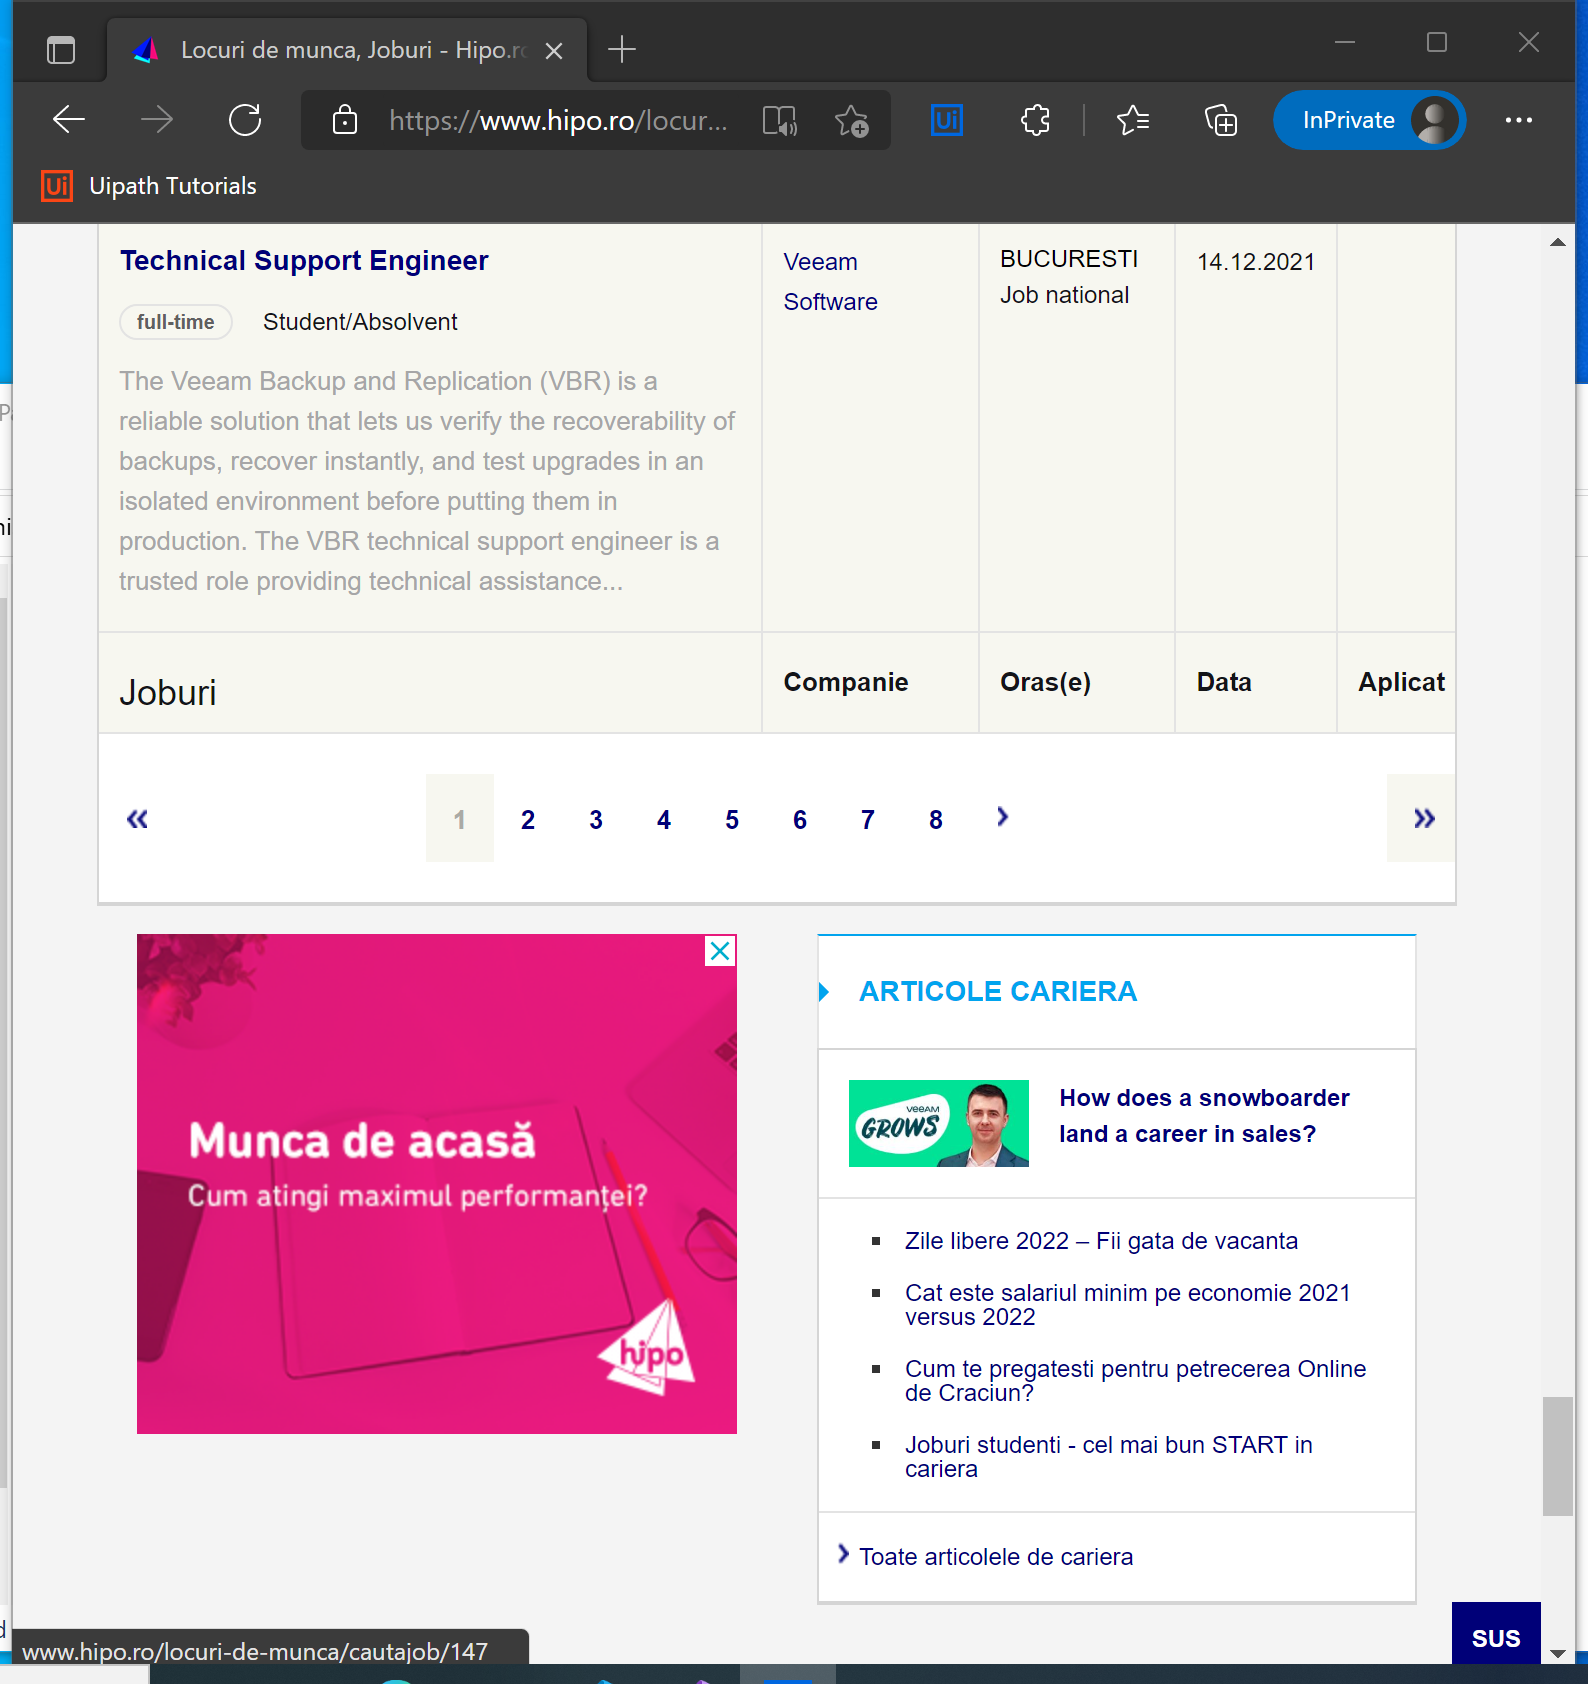 Locuri de munca, Joburi - Hipo.ro
https://www.hipo.ro/locur...
InPrivate
Uipath Tutorials
Technical Support Engineer
Veeam
Software
BUCURESTI
Job national
14.12.2021
full-time Student/Absolvent
The Veeam Backup and Replication (VBR) is a
reliable solution that lets us verify the recoverability of
backups, recover instantly, and test upgrades in an
isolated environment before putting them in
production. The VBR technical support engineer is a
trusted role providing technical assistance...
Joburi Companie Oras(e) Data Aplicat
« 1 2 3 4 5 6 7 8 › »
Munca de acasă
Cum atingi maximul performanței?
hipo
ARTICOLE CARIERA
veeam
GROWS
How does a snowboarder
land a career in sales?
Zile libere 2022 – Fii gata de vacanta
Cat este salariul minim pe economie 2021
versus 2022
Cum te pregatesti pentru petrecerea Online
de Craciun?
Joburi studenti - cel mai bun START in
cariera
Toate articolele de cariera
SUS
www.hipo.ro/locuri-de-munca/cautajob/147